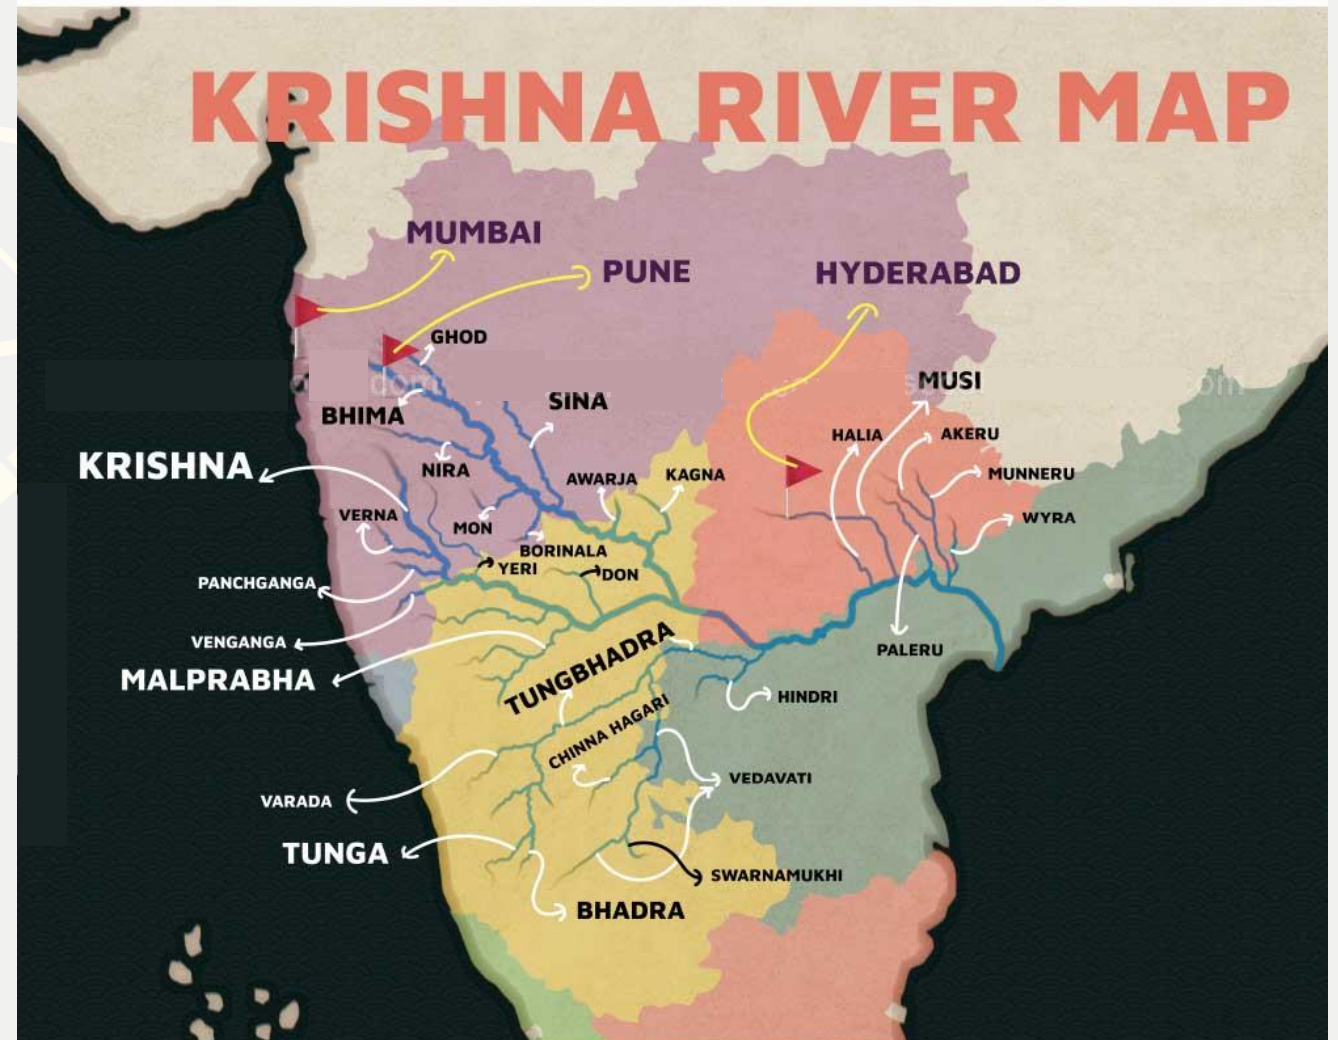 KRISHNA RIVER MAP
MUMBAI
PUNE
HYDERABAD
GHOD
MUSI
BHIMA
SINA
HALIA
AKERU
KRISHNA
NIRA
AWARJA
KAGNA
MUNNERU
VERNA
MON
WYRA
BORINALA
YERI
DON
PANCHGANGA
VENGANGA
PALERU
MALPRABHA
TUNGBHADRA
HINDRI
CHINNA HAGARI
VEDAVATI
VARADA
TUNGA
SWARNAMUKHI
BHADRA